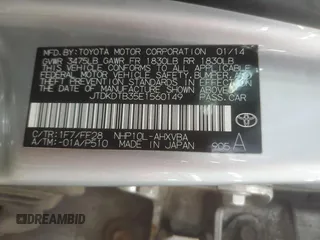 MFD. BY: TOYOTA MOTOR CORPORATION 01/14
GVWR 3475LB GAWR FR 1830LB RR 1830LB
THIS VEHICLE CONFORMS TO ALL APPLICABLE
FEDERAL MOTOR VEHICLE SAFETY, BUMPER, AND
THEFT PREVENTION STANDARDS IN EFFECT ON
THE DATE OF MANUFACTURE SHOWN ABOVE.
JTDKDTB35E1560149 PASS. CAR
C/TR: 1F7/FF28 NHP10L-AHXVBA
A/TM: -01A/P510 MADE IN JAPAN 905 A
TOYOTA
DREAMBID